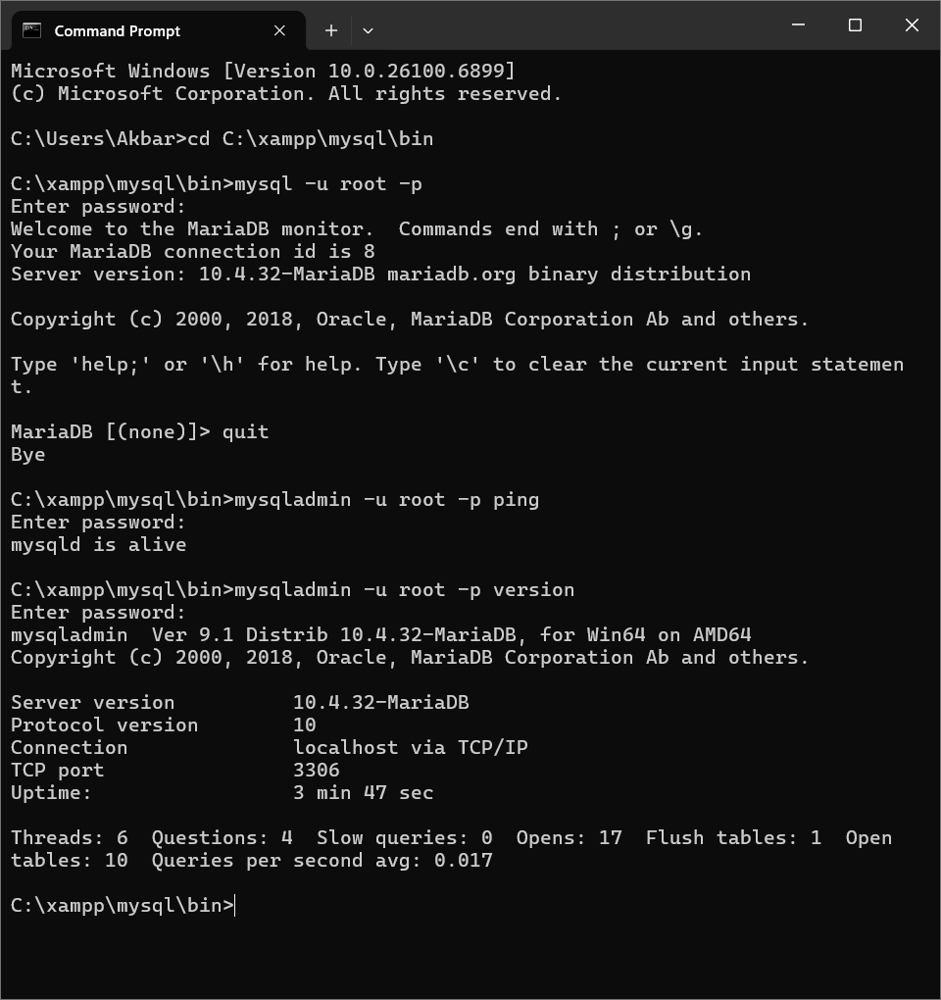 Command Prompt
Microsoft Windows [Version 10.0.26100.6899]
(c) Microsoft Corporation. All rights reserved.
C:\Users\Akbar>cd C:\xampp\mysql\bin
C:\xampp\mysql\bin>mysql -u root -p
Enter password:
Welcome to the MariaDB monitor.  Commands end with ; or \g.
Your MariaDB connection id is 8
Server version: 10.4.32-MariaDB mariadb.org binary distribution
Copyright (c) 2000, 2018, Oracle, MariaDB Corporation Ab and others.
Type 'help;' or '\h' for help. Type '\c' to clear the current input statemen
t.
MariaDB [(none)]> quit
Bye
C:\xampp\mysql\bin>mysqladmin -u root -p ping
Enter password:
mysqld is alive
C:\xampp\mysql\bin>mysqladmin -u root -p version
Enter password:
mysqladmin  Ver 9.1 Distrib 10.4.32-MariaDB, for Win64 on AMD64
Copyright (c) 2000, 2018, Oracle, MariaDB Corporation Ab and others.
Server version          10.4.32-MariaDB
Protocol version        10
Connection              localhost via TCP/IP
TCP port                3306
Uptime:                 3 min 47 sec
Threads: 6  Questions: 4  Slow queries: 0  Opens: 17  Flush tables: 1  Open
tables: 10  Queries per second avg: 0.017
C:\xampp\mysql\bin>